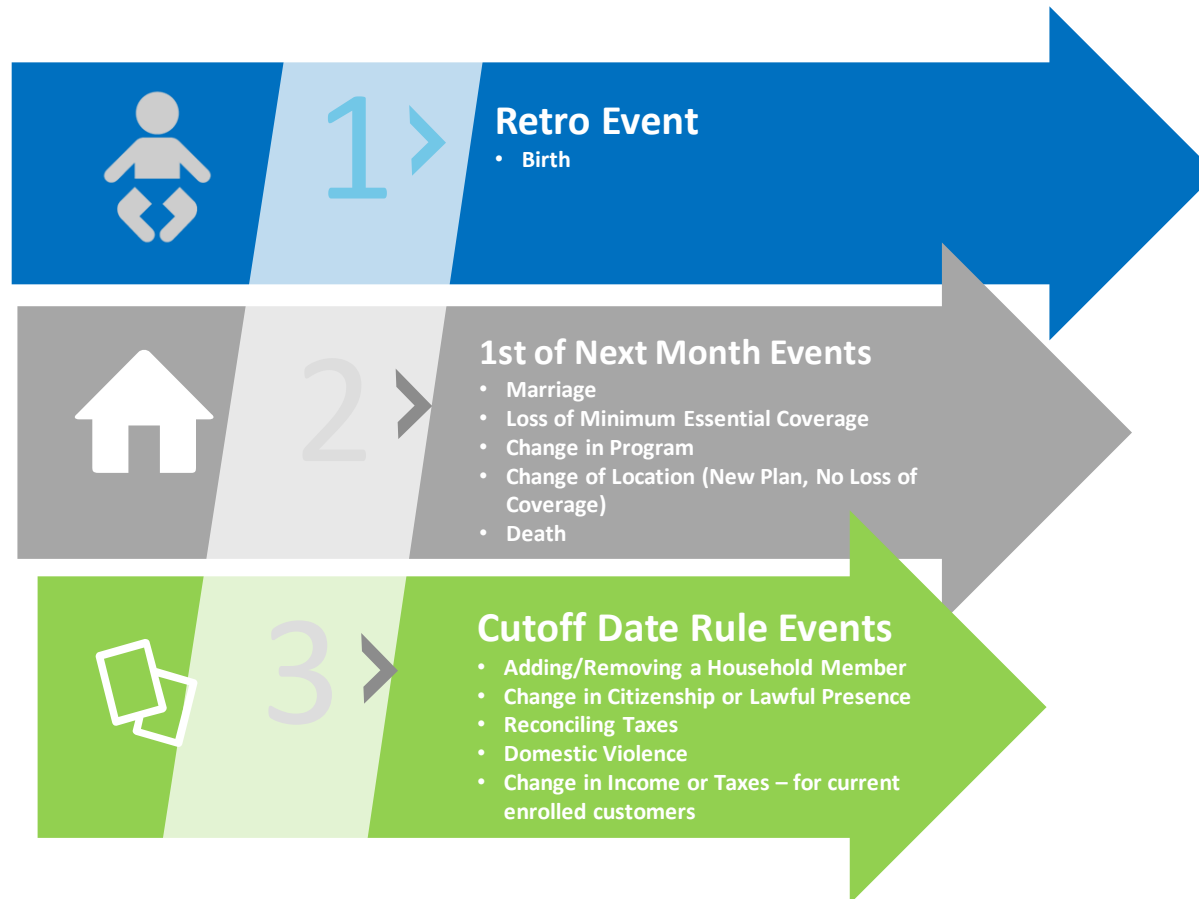 1
Retro Event
• Birth
2
1st of Next Month Events
• Marriage
• Loss of Minimum Essential Coverage
• Change in Program
• Change of Location (New Plan, No Loss of
Coverage)
• Death
3
Cutoff Date Rule Events
• Adding/Removing a Household Member
• Change in Citizenship or Lawful Presence
• Reconciling Taxes
• Domestic Violence
• Change in Income or Taxes – for current
enrolled customers